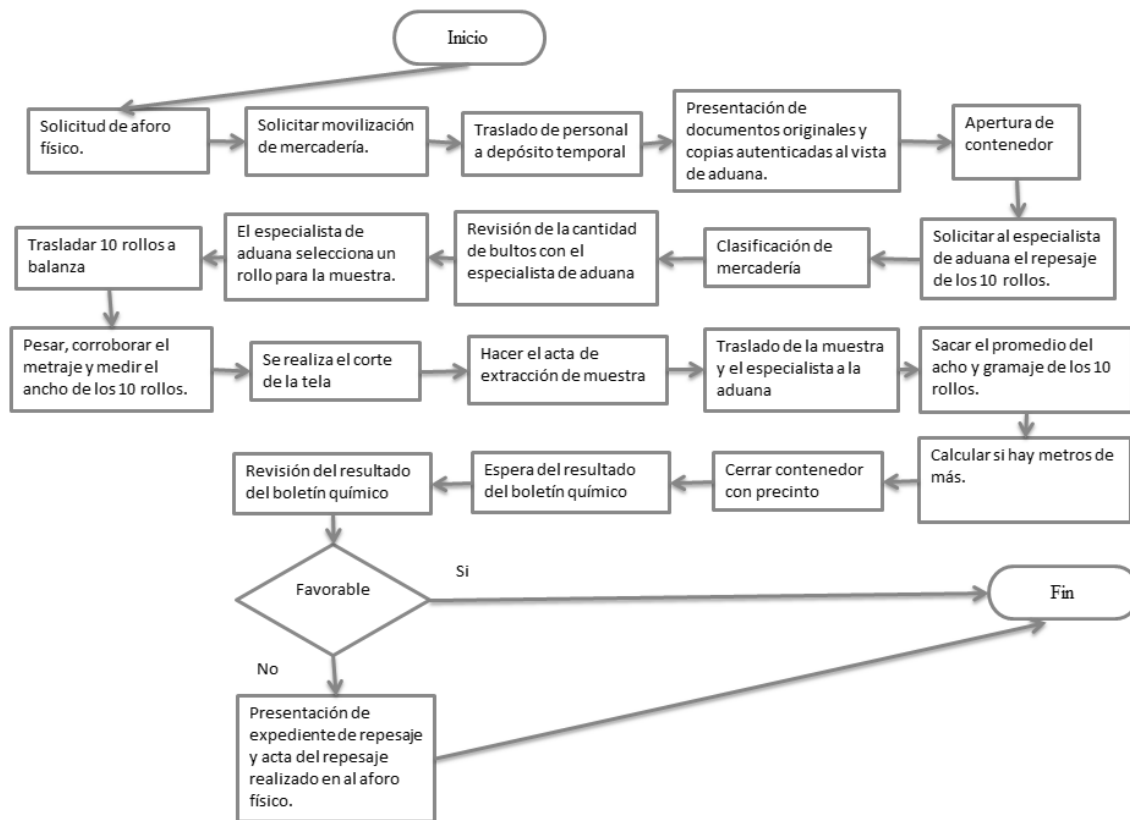 Inicio
Solicitud de aforo
físico.
Solicitar movilización
de mercadería.
Traslado de personal
a depósito temporal
Presentación de
documentos originales y
copias autenticadas al vista
de aduana.
Apertura de
contenedor
Solicitar al especialista
de aduana el repesaje
de los 10 rollos.
Clasificación de
mercadería
Revisión de la cantidad
de bultos con el
especialista de aduana
El especialista de
aduana selecciona un
rollo para la muestra.
Trasladar 10 rollos a
balanza
Pesar, corroborar el
metraje y medir el
ancho de los 10 rollos.
Se realiza el corte
de la tela
Hacer el acta de
extracción de muestra
Traslado de la muestra
y el especialista a la
aduana
Sacar el promedio del
acho y gramaje de los 10
rollos.
Calcular si hay metros de
más.
Cerrar contenedor
con precinto
Espera del resultado
del boletín químico
Revisión del resultado
del boletín químico
Favorable
Si
Fin
No
Presentación de
expediente de repesaje
y acta del repesaje
realizado en al aforo
físico.